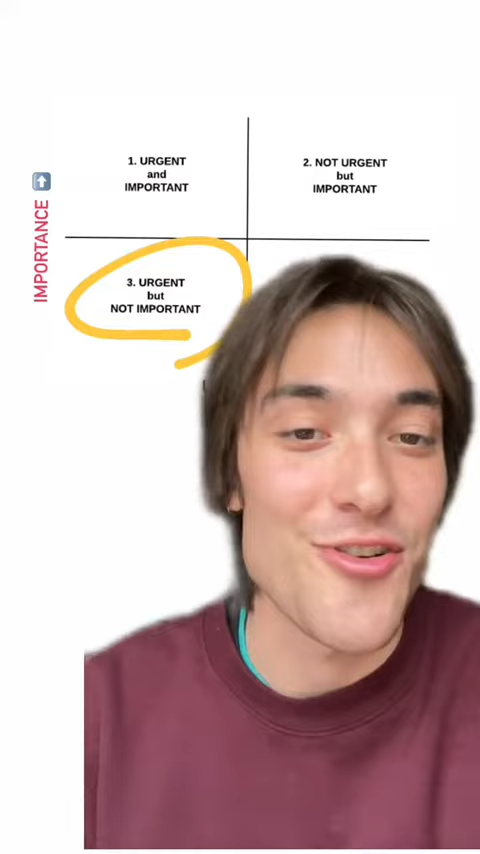 1. URGENT
and
IMPORTANT
2. NOT URGENT
but
IMPORTANT
IMPORTANCE
3. URGENT
but
NOT IMPORTANT